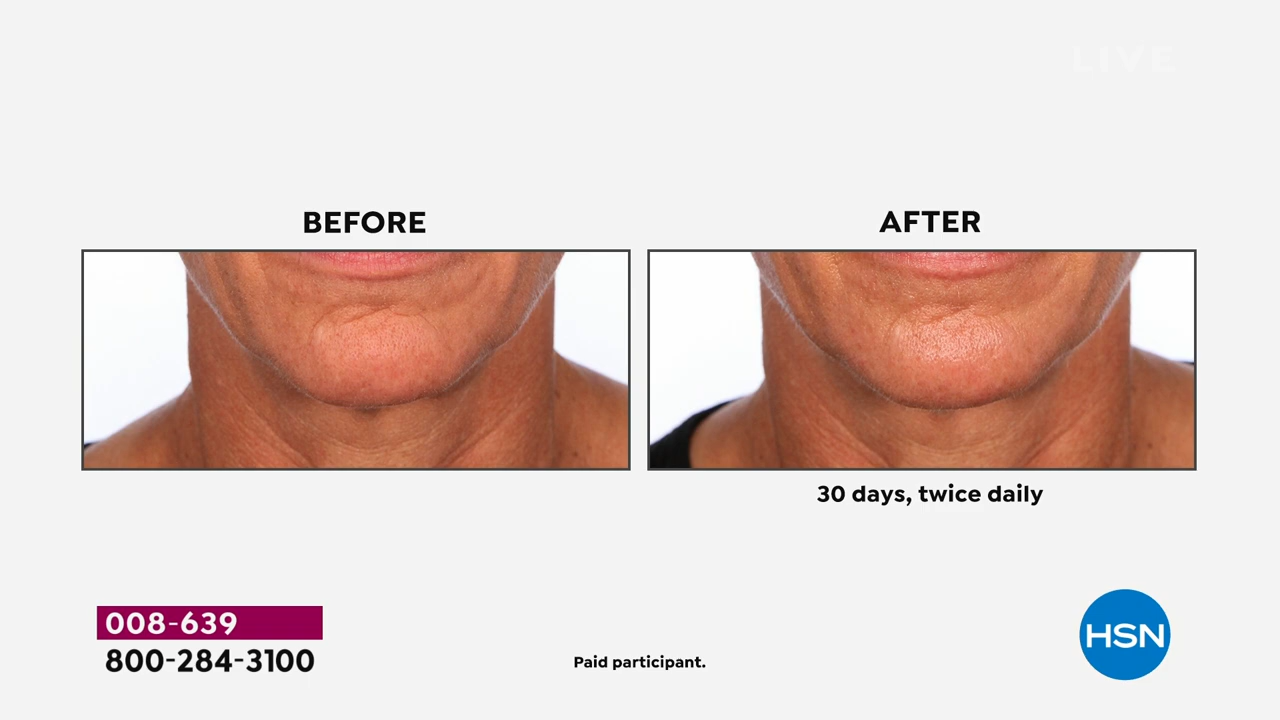 LIVE
BEFORE
AFTER
30 days, twice daily
008-639
800-284-3100
Paid participant.
HSN